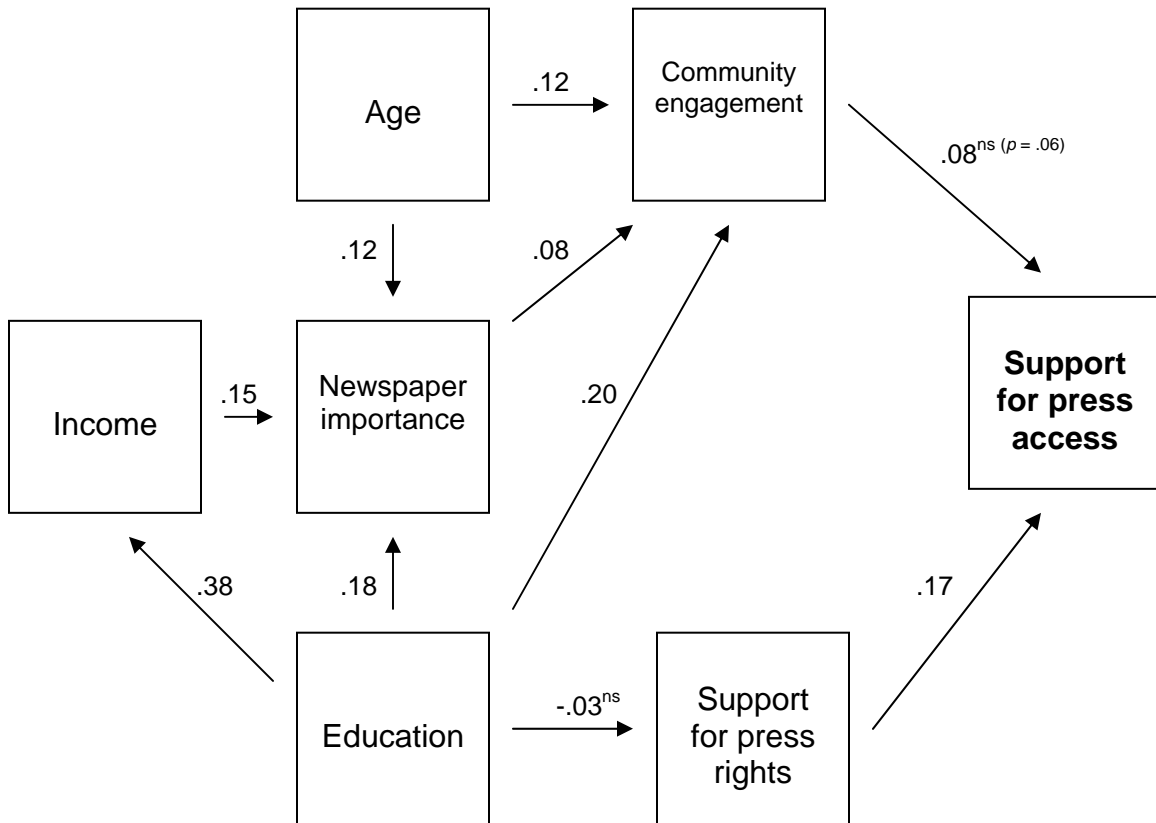 Age
.12
Community
engagement
.08ns (p = .06)
.12
.08
Income
.15
Newspaper
importance
.20
Support
for press
access
.38
.18
.17
Education
-.03ns
Support
for press
rights